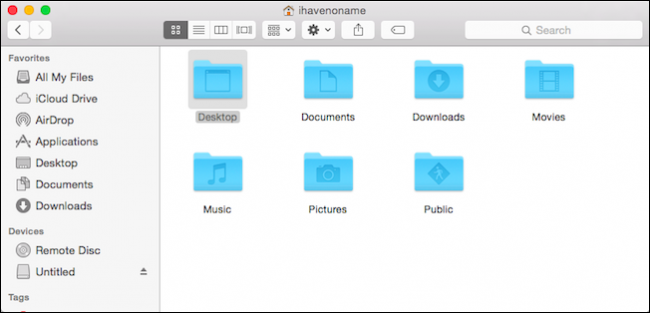 ihavenoname
Search
Favorites
All My Files
iCloud Drive
AirDrop
Applications
Desktop
Documents
Downloads
Devices
Remote Disc
Untitled
Tags
Desktop
Documents
Downloads
Movies
Music
Pictures
Public